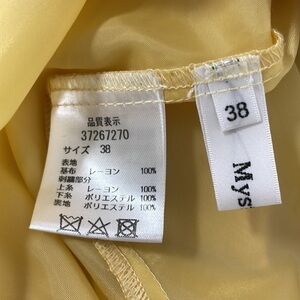 品質表示
37267270
サイズ 38
表地
基布 レーヨン 100%
刺繍部分
上糸 レーヨン 100%
下糸 ポリエステル 100%
裏地 ポリエステル 100%
38
Mys